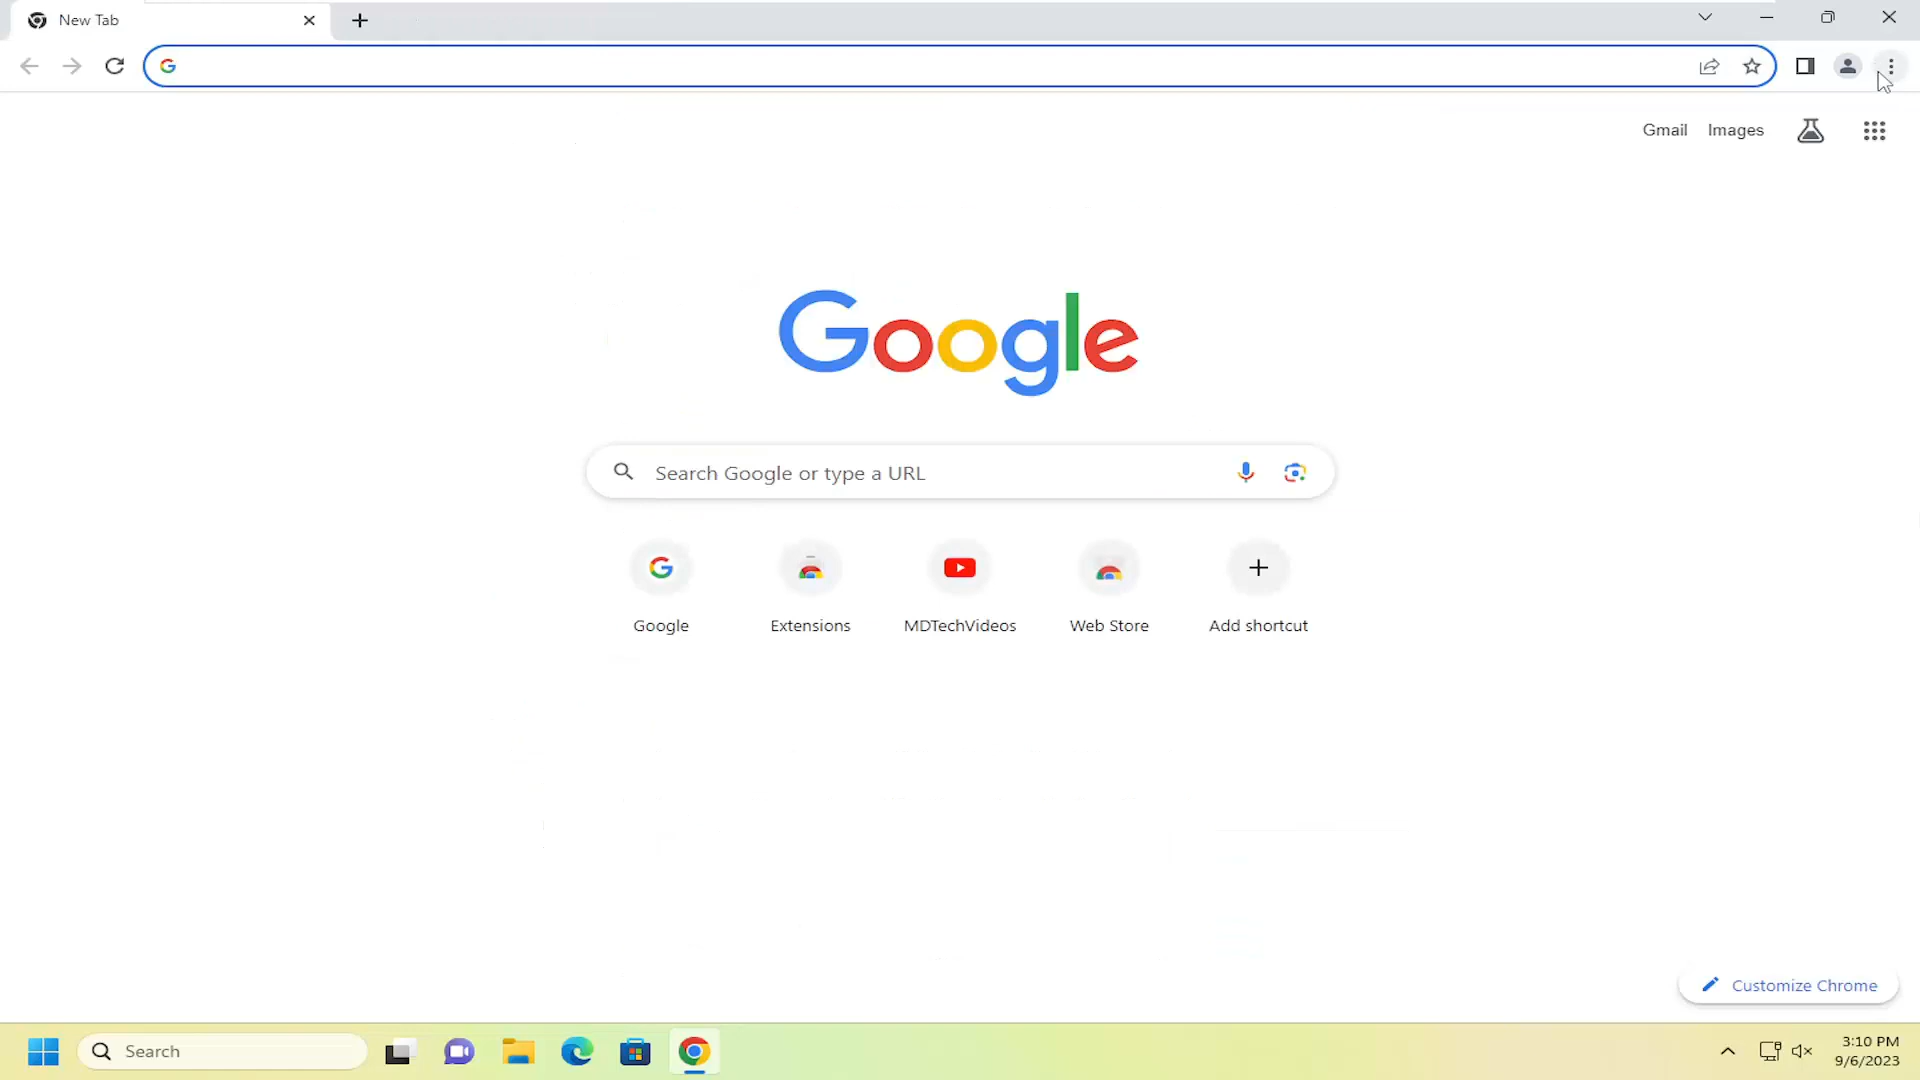 New Tab
Gmail Images
Google
Search Google or type a URL
Google Extensions MDTechVideos Web Store Add shortcut
Customize Chrome
Search
3:10 PM
9/6/2023